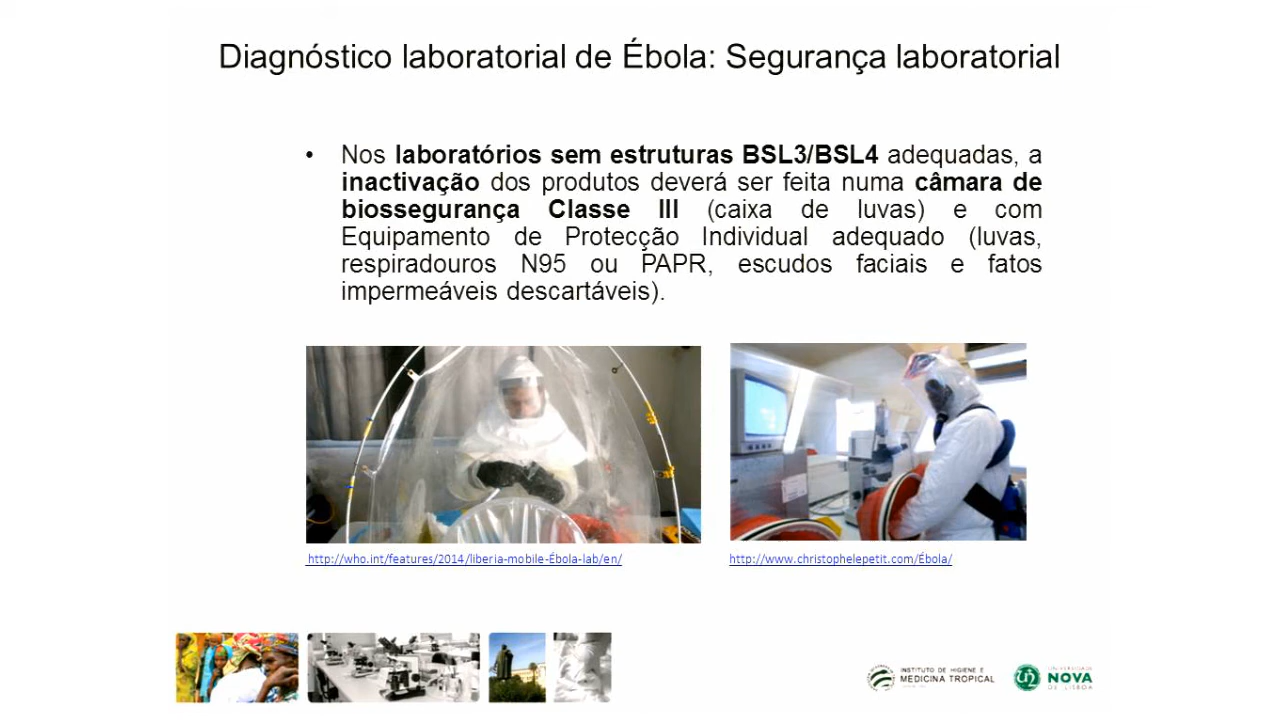 Diagnóstico laboratorial de Ébola: Segurança laboratorial
• Nos laboratórios sem estruturas BSL3/BSL4 adequadas, a
inactivação dos produtos deverá ser feita numa câmara de
biossegurança Classe III (caixa de luvas) e com
Equipamento de Protecção Individual adequado (luvas,
respiradouros N95 ou PAPR, escudos faciais e fatos
impermeáveis descartáveis).
http://who.int/features/2014/liberia-mobile-Ébola-lab/en/
http://www.christophelepetit.com/Ébola/
INSTITUTO DE HIGIENE E
MEDICINA TROPICAL
UNIVERSIDADE
NOVA
DE LISBOA